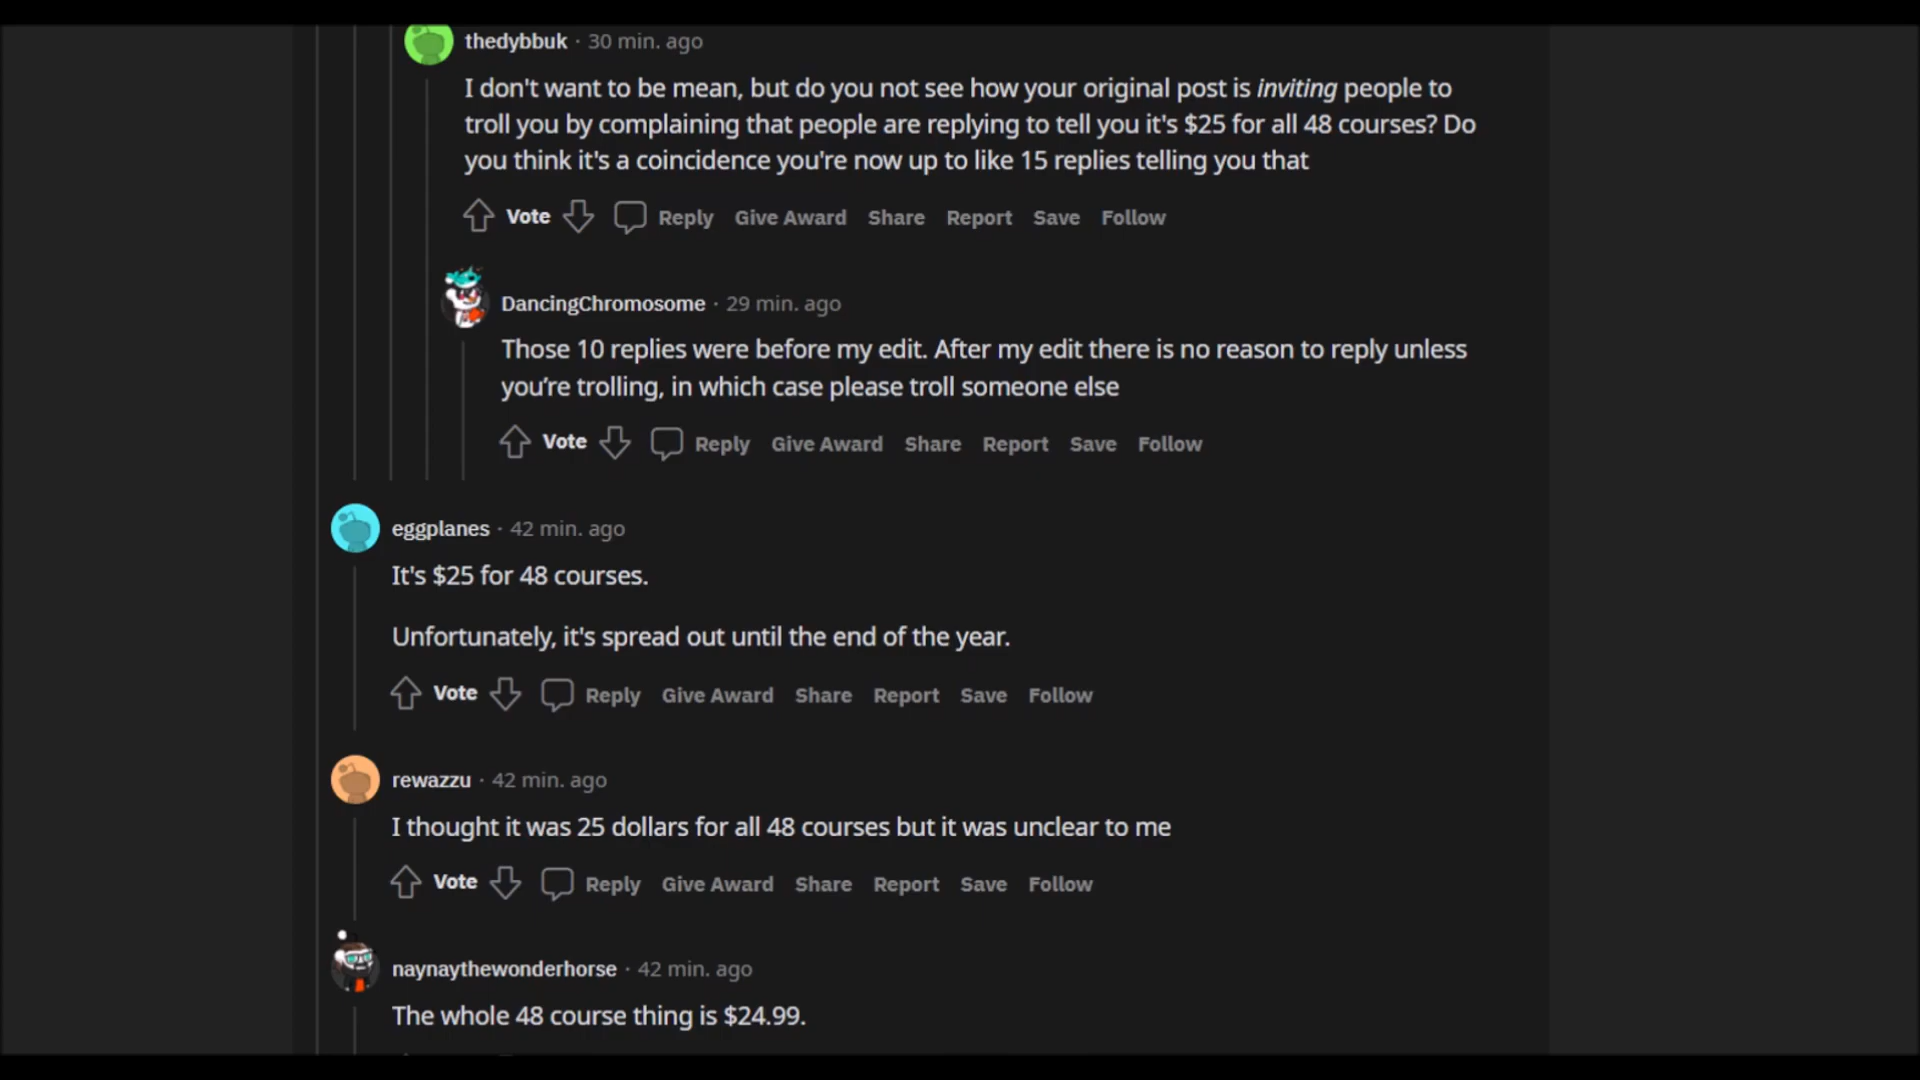 thedybbuk · 30 min. ago
I don't want to be mean, but do you not see how your original post is inviting people to
troll you by complaining that people are replying to tell you it's $25 for all 48 courses? Do
you think it's a coincidence you're now up to like 15 replies telling you that
Vote Reply Give Award Share Report Save Follow
DancingChromosome · 29 min. ago
Those 10 replies were before my edit. After my edit there is no reason to reply unless
you’re trolling, in which case please troll someone else
Vote Reply Give Award Share Report Save Follow
eggplanes · 42 min. ago
It's $25 for 48 courses.
Unfortunately, it's spread out until the end of the year.
Vote Reply Give Award Share Report Save Follow
rewazzu · 42 min. ago
I thought it was 25 dollars for all 48 courses but it was unclear to me
Vote Reply Give Award Share Report Save Follow
naynaythewonderhorse · 42 min. ago
The whole 48 course thing is $24.99.